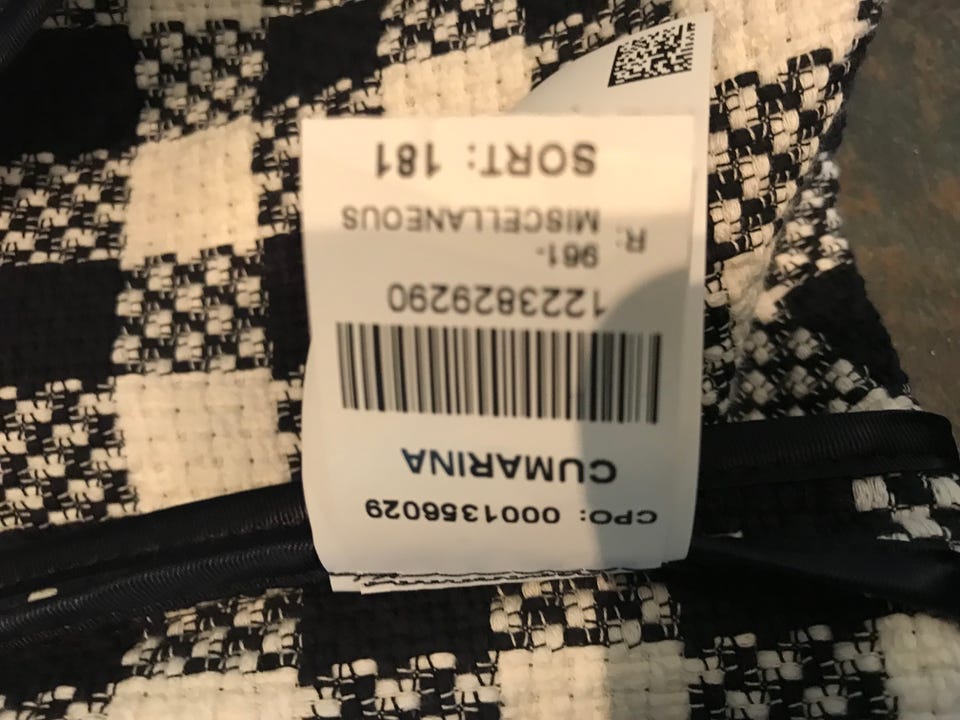 CPO: 0001356029
CUMARINA
1223829290
961-
R: MISCELLANEOUS
SORT: 181